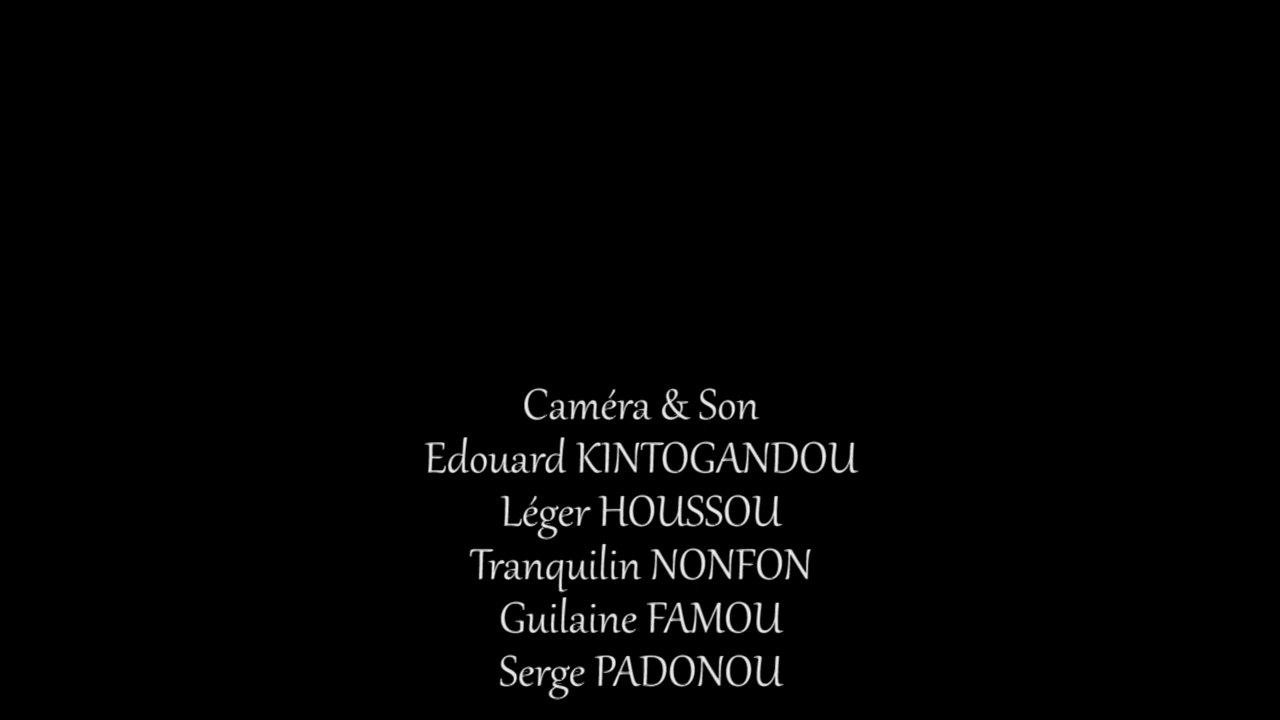 Caméra & Son
Edouard KINTOGANDOU
Léger HOUSSOU
Tranquilin NONFON
Guilaine FAMOU
Serge PADONOU